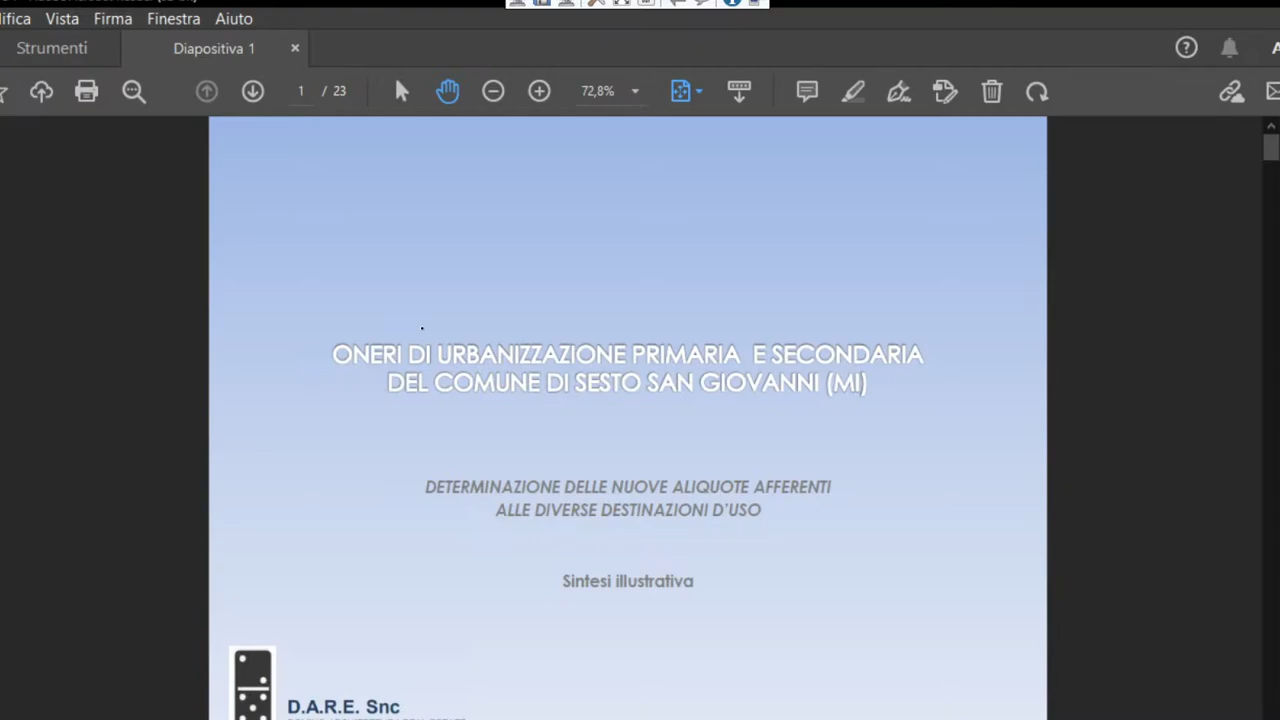 Vista Firma Finestra Aiuto
Strumenti Diapositiva 1
1 / 23 72,8%
ONERI DI URBANIZZAZIONE PRIMARIA E SECONDARIA
DEL COMUNE DI SESTO SAN GIOVANNI (MI)
DETERMINAZIONE DELLE NUOVE ALIQUOTE AFFERENTI
ALLE DIVERSE DESTINAZIONI D'USO
Sintesi illustrativa
D.A.R.E. Snc